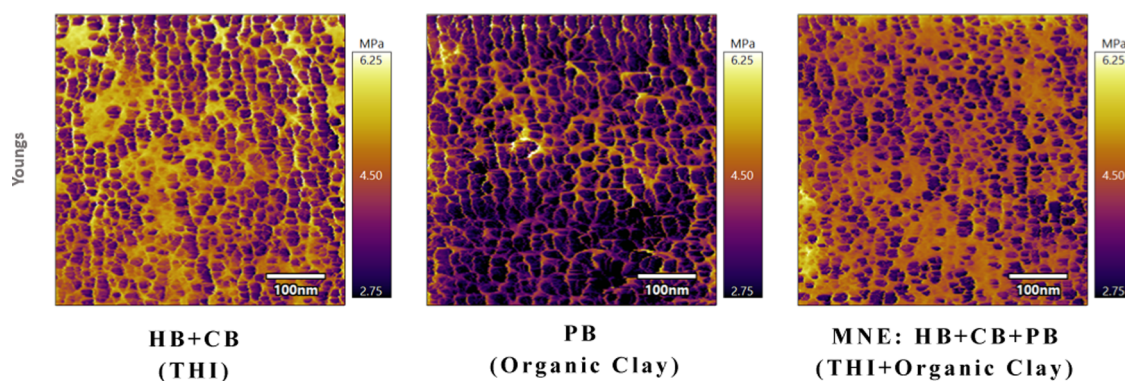 Youngs
MPa
6.25
4.50
2.75
100nm
HB+CB
(THI)
MPa
6.25
4.50
2.75
100nm
PB
(Organic Clay)
MPa
6.25
4.50
2.75
100nm
MNE: HB+CB+PB
(THI+Organic Clay)